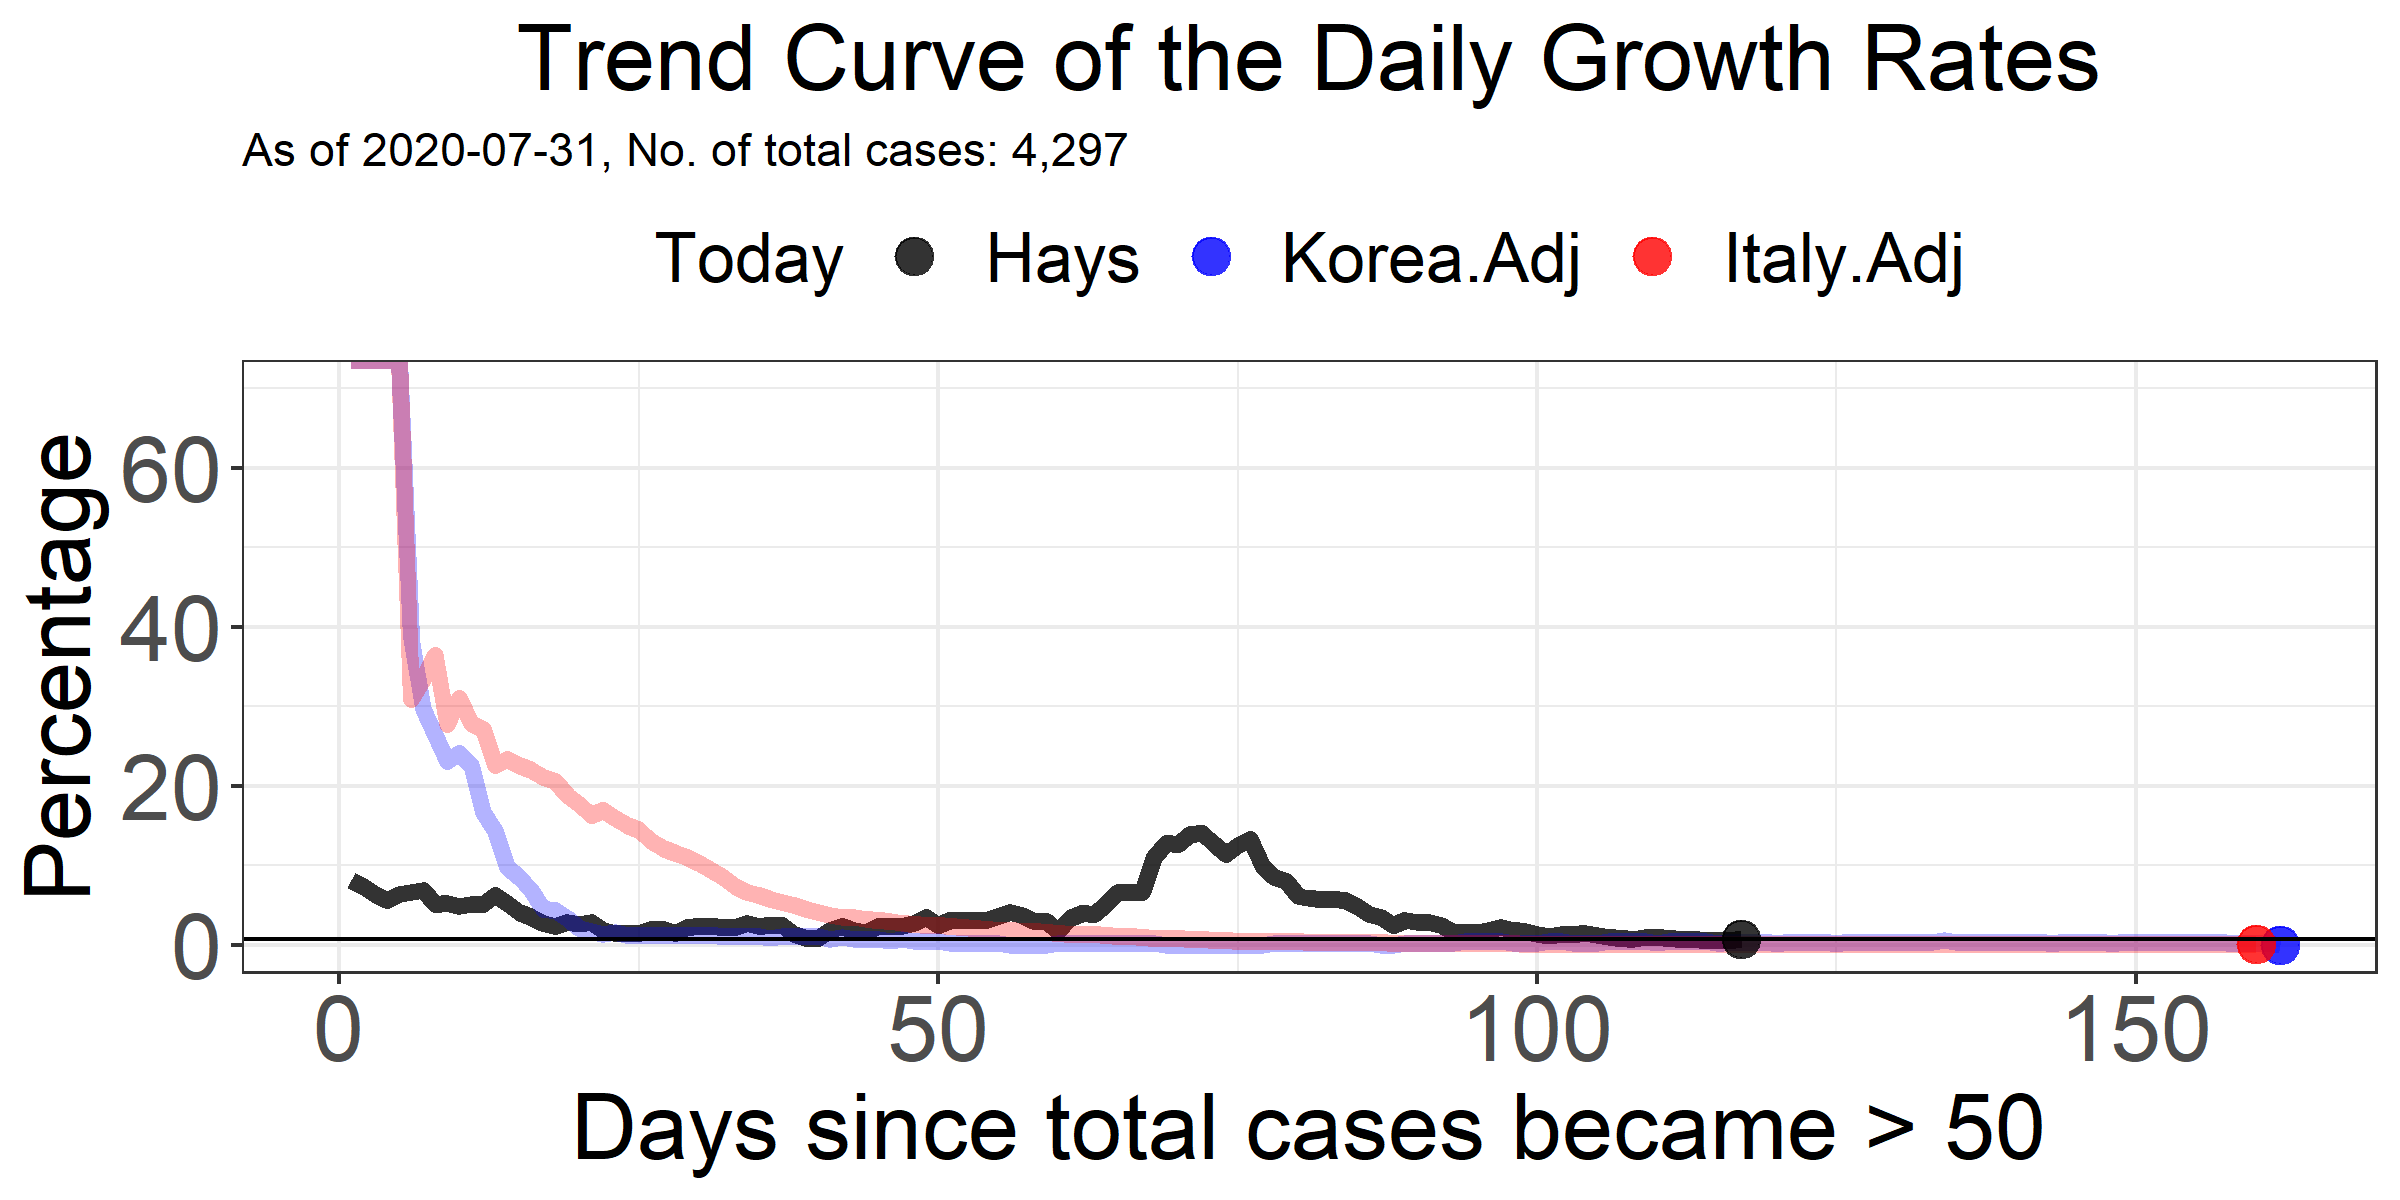 Trend Curve of the Daily Growth Rates
As of 2020-07-31, No. of total cases: 4,297
Today Hays Korea.Adj Italy.Adj
Percentage
60
40
20
0
0 50 100 150
Days since total cases became > 50